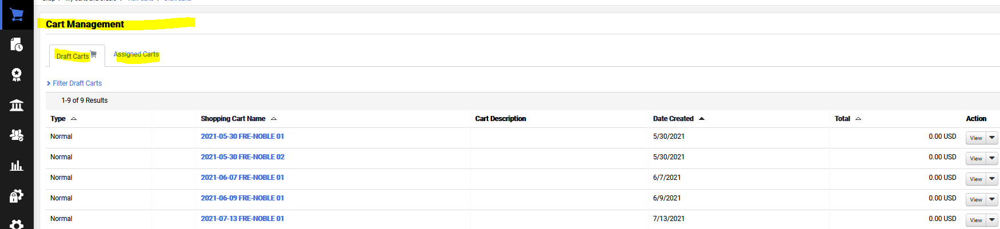 Cart Management
Draft Carts Assigned Carts
Filter Draft Carts
1-9 of 9 Results
Type Shopping Cart Name Cart Description Date Created Total Action
Normal 2021-05-30 FRE-NOBLE 01 5/30/2021 0.00 USD View
Normal 2021-05-30 FRE-NOBLE 02 5/30/2021 0.00 USD View
Normal 2021-06-07 FRE-NOBLE 01 6/7/2021 0.00 USD View
Normal 2021-06-09 FRE-NOBLE 01 6/9/2021 0.00 USD View
Normal 2021-07-13 FRE-NOBLE 01 7/13/2021 0.00 USD View